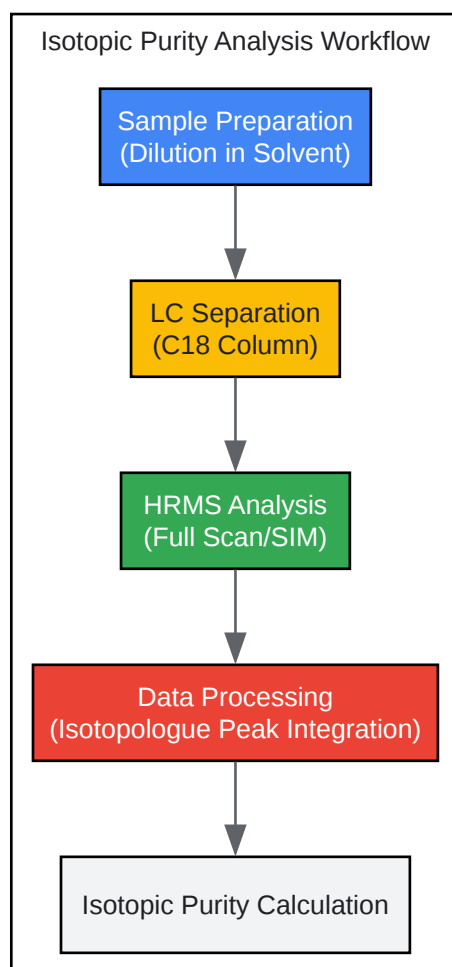 Isotopic Purity Analysis Workflow
Sample Preparation
(Dilution in Solvent)
LC Separation
(C18 Column)
HRMS Analysis
(Full Scan/SIM)
Data Processing
(Isotopologue Peak Integration)
Isotopic Purity Calculation